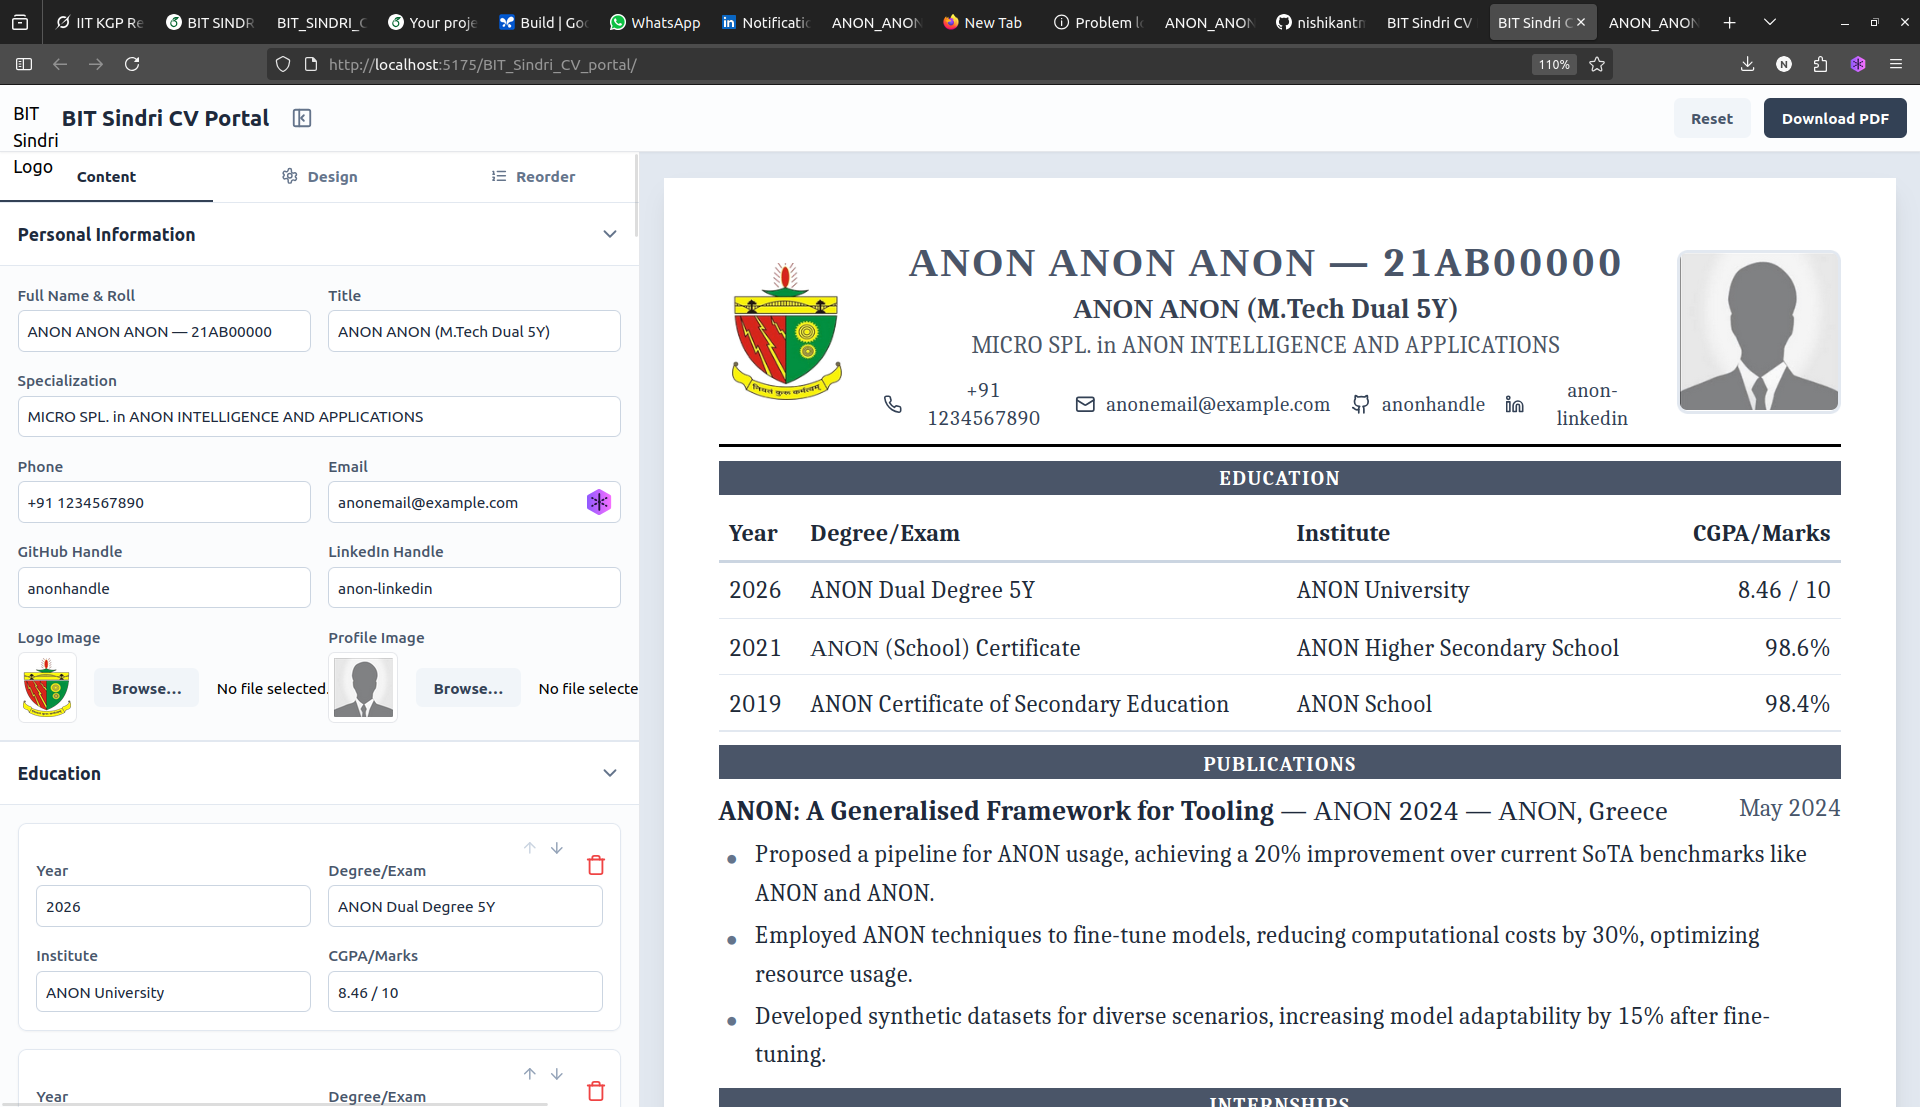 IIT KGP Re
BIT SINDR
BIT_SINDRI_C
Your proje
Build | Goo
WhatsApp
Notificatio
ANON_ANON
New Tab
Problem lo
ANON_ANON
nishikantn
BIT Sindri CV
BIT Sindri C
ANON_ANON
http://localhost:5175/BIT_Sindri_CV_portal/
110%
N
BIT
Sindri
Logo
BIT Sindri CV Portal
Reset
Download PDF
Content
Design
Reorder
Personal Information
Full Name & Roll
Title
ANON ANON ANON — 21AB00000
ANON ANON (M.Tech Dual 5Y)
Specialization
MICRO SPL. in ANON INTELLIGENCE AND APPLICATIONS
Phone
Email
+91 1234567890
anonemail@example.com
GitHub Handle
LinkedIn Handle
anonhandle
anon-linkedin
Logo Image
Profile Image
Browse...
No file selected.
Browse...
No file selecte
Education
Year
Degree/Exam
2026
ANON Dual Degree 5Y
Institute
CGPA/Marks
ANON University
8.46 / 10
Year
Degree/Exam
ANON ANON ANON — 21AB00000
ANON ANON (M.Tech Dual 5Y)
MICRO SPL. in ANON INTELLIGENCE AND APPLICATIONS
+91
1234567890
anonemail@example.com
anonhandle
anon-
linkedin
EDUCATION
Year Degree/Exam Institute CGPA/Marks
2026 ANON Dual Degree 5Y ANON University 8.46 / 10
2021 ANON (School) Certificate ANON Higher Secondary School 98.6%
2019 ANON Certificate of Secondary Education ANON School 98.4%
PUBLICATIONS
ANON: A Generalised Framework for Tooling — ANON 2024 — ANON, Greece May 2024
Proposed a pipeline for ANON usage, achieving a 20% improvement over current SoTA benchmarks like
ANON and ANON.
Employed ANON techniques to fine-tune models, reducing computational costs by 30%, optimizing
resource usage.
Developed synthetic datasets for diverse scenarios, increasing model adaptability by 15% after fine-
tuning.
INTERNSHIPS